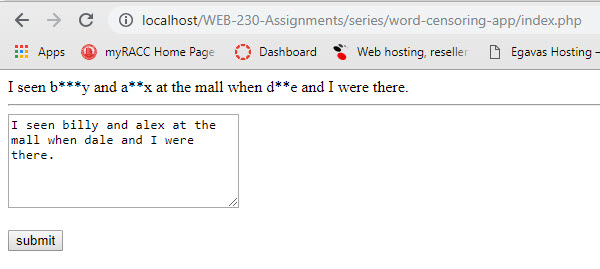 localhost/WEB-230-Assignments/series/word-censoring-app/index.php
Apps myRACC Home Page Dashboard Web hosting, reseller Egavas Hosting –
I seen b***y and a**x at the mall when d**e and I were there.
I seen billy and alex at the
mall when dale and I were
there.
submit